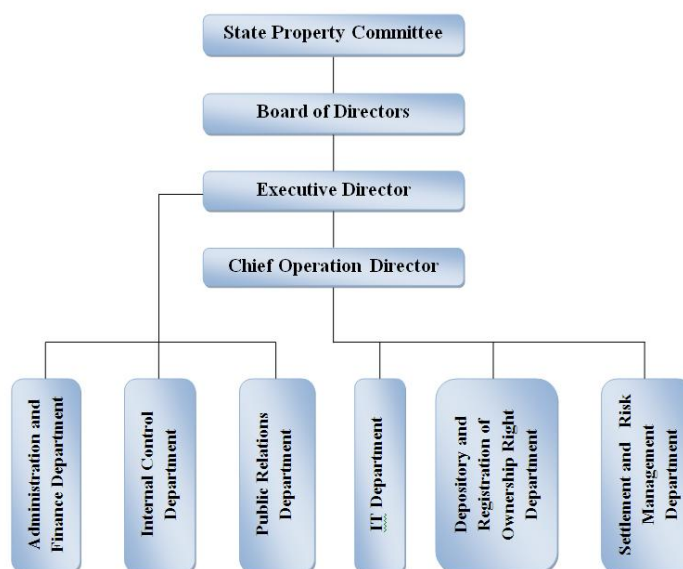 State Property Committee
Board of Directors
Executive Director
Chief Operation Director
Administration and
Finance Department
Internal Control
Department
Public Relations
Department
IT Department
Depository and
Registration of
Ownership Right
Department
Settlement and Risk
Management
Department